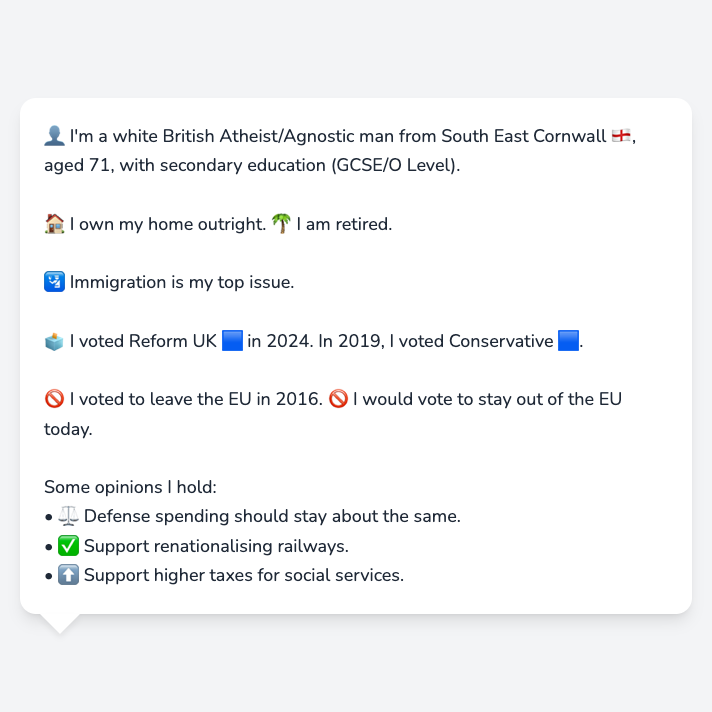 👤 I'm a white British Atheist/Agnostic man from South East Cornwall 🏴󠁧󠁢󠁥󠁮󠁧󠁿,
aged 71, with secondary education (GCSE/O Level).
🏠 I own my home outright. 🌴 I am retired.
🛂 Immigration is my top issue.
🗳️ I voted Reform UK 🟦 in 2024. In 2019, I voted Conservative 🟦.
🚫 I voted to leave the EU in 2016. 🚫 I would vote to stay out of the EU
today.
Some opinions I hold:
• ⚖️ Defense spending should stay about the same.
• ✅ Support renationalising railways.
• ⬆️ Support higher taxes for social services.